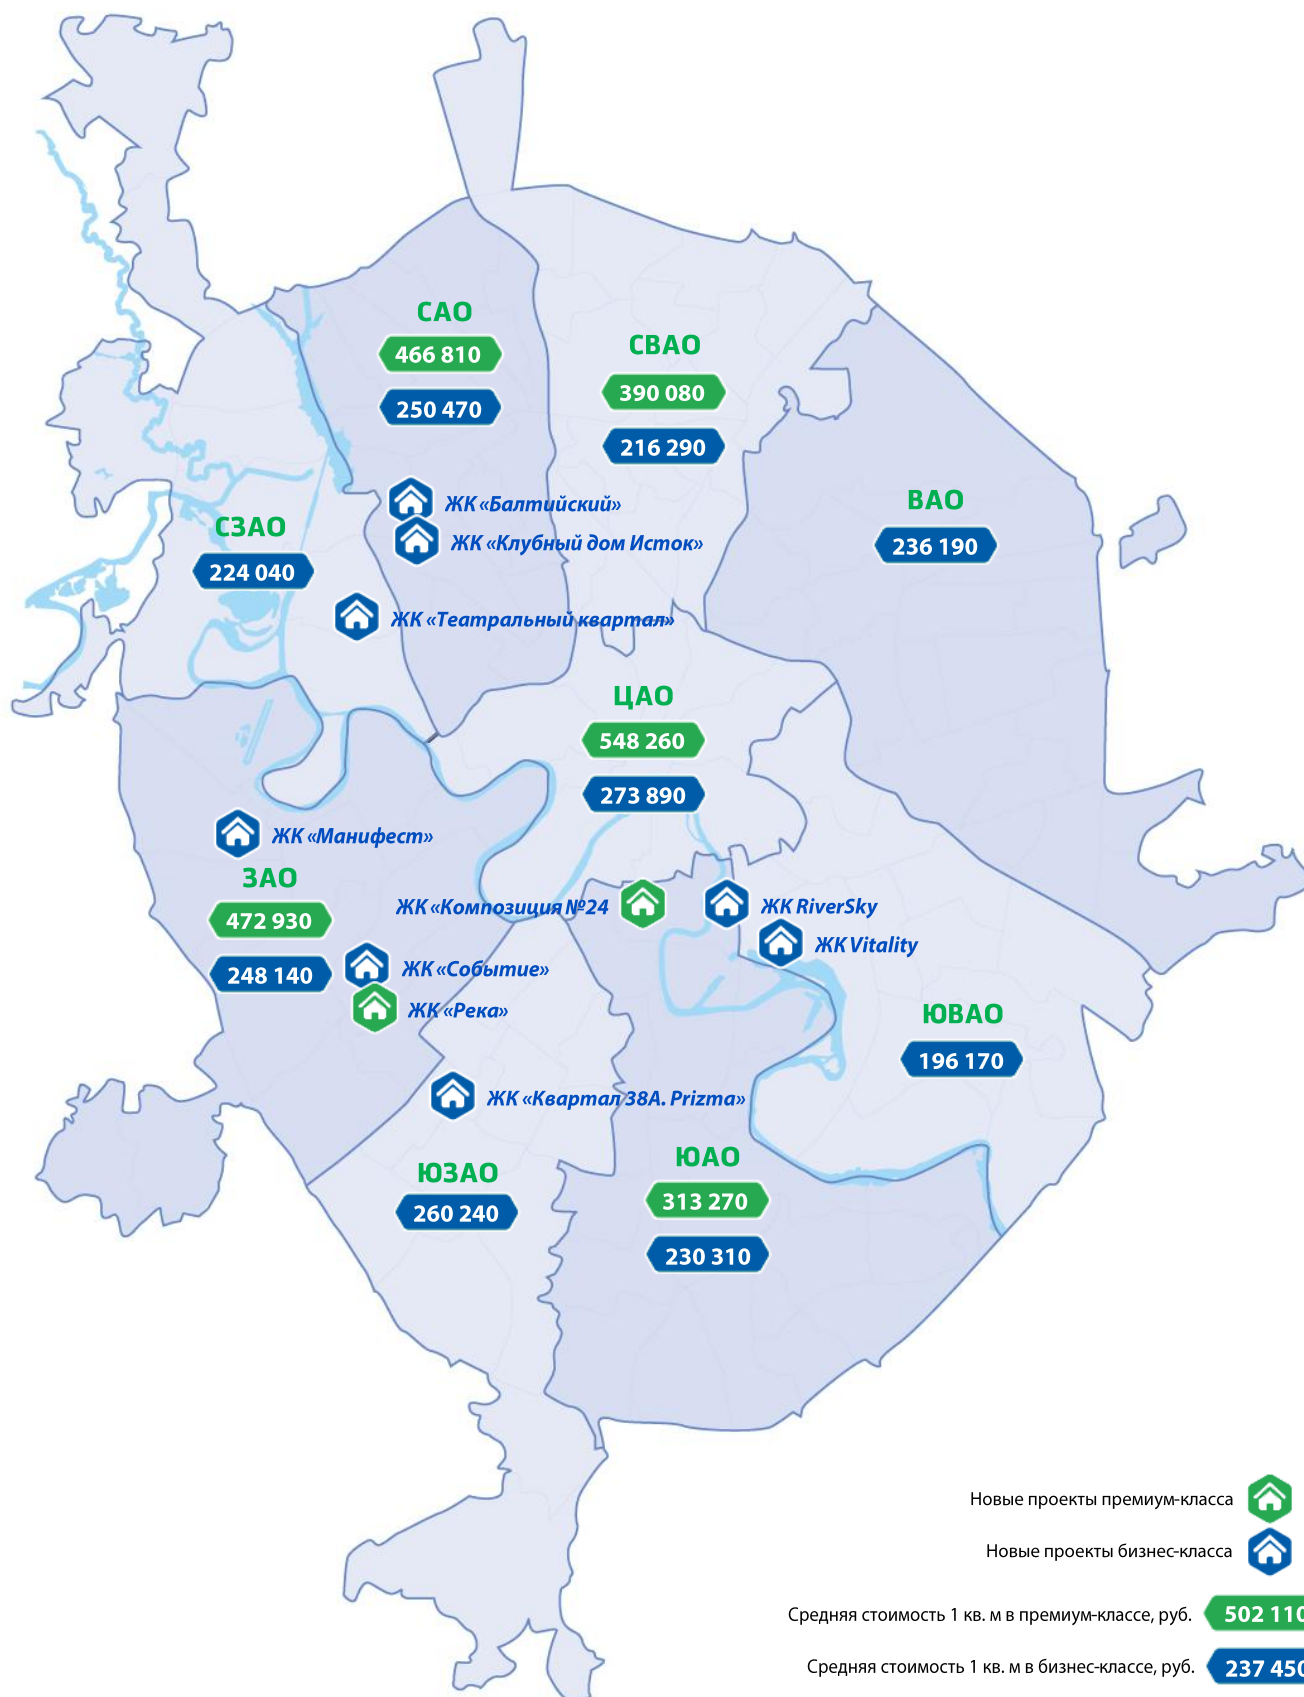 САО
466 810
250 470
СВАО
390 080
216 290
ВАО
236 190
ЖК «Балтийский»
ЖК «Клубный дом Исток»
СЗАО
224 040
ЖК «Театральный квартал»
ЦАО
548 260
273 890
ЖК «Манифест»
ЗАО
472 930
248 140
ЖК «Композиция №24
ЖК RiverSky
ЖК Vitality
ЖК «Событие»
ЖК «Река»
ЮВАО
196 170
ЖК «Квартал 38А. Prizma»
ЮЗАО
260 240
ЮАО
313 270
230 310
Новые проекты премиум-класса
Новые проекты бизнес-класса
Средняя стоимость 1 кв. м в премиум-классе, руб. 502 110
Средняя стоимость 1 кв. м в бизнес-классе, руб. 237 450